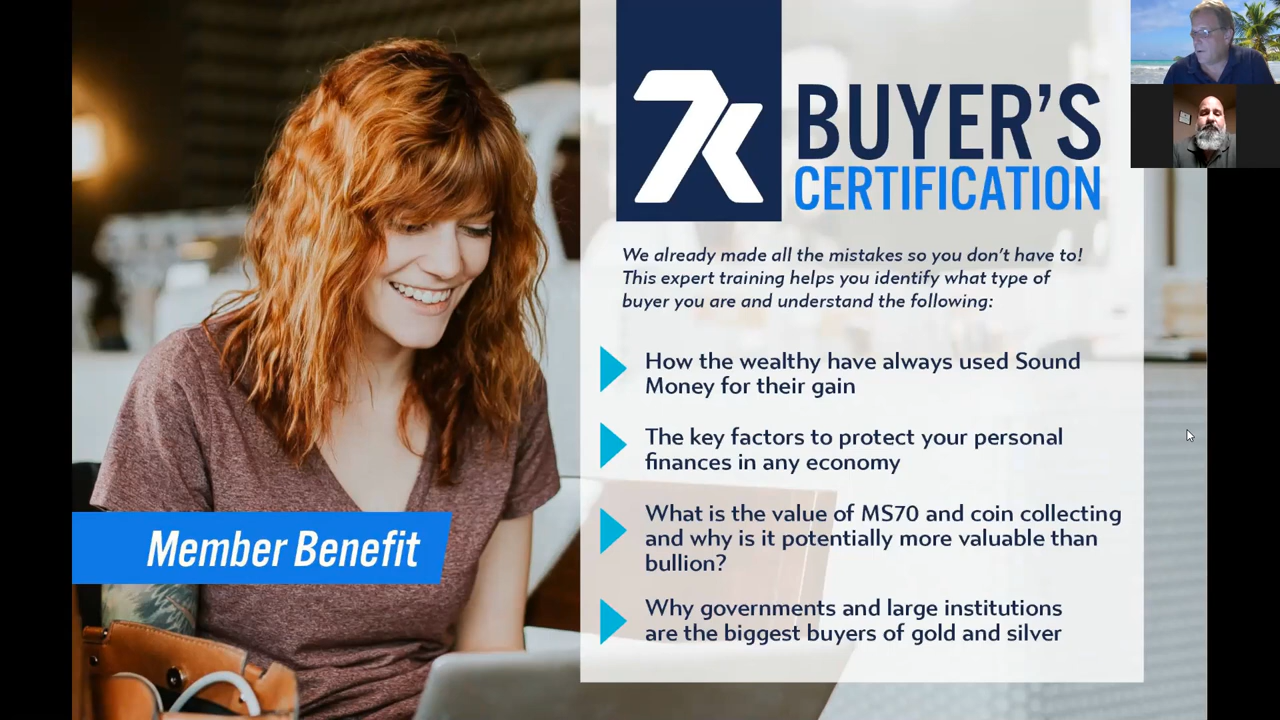 7k
BUYER'S
CERTIFICATION
We already made all the mistakes so you don't have to!
This expert training helps you identify what type of
buyer you are and understand the following:
How the wealthy have always used Sound
Money for their gain
The key factors to protect your personal
finances in any economy
What is the value of MS70 and coin collecting
and why is it potentially more valuable than
bullion?
Why governments and large institutions
are the biggest buyers of gold and silver
Member Benefit